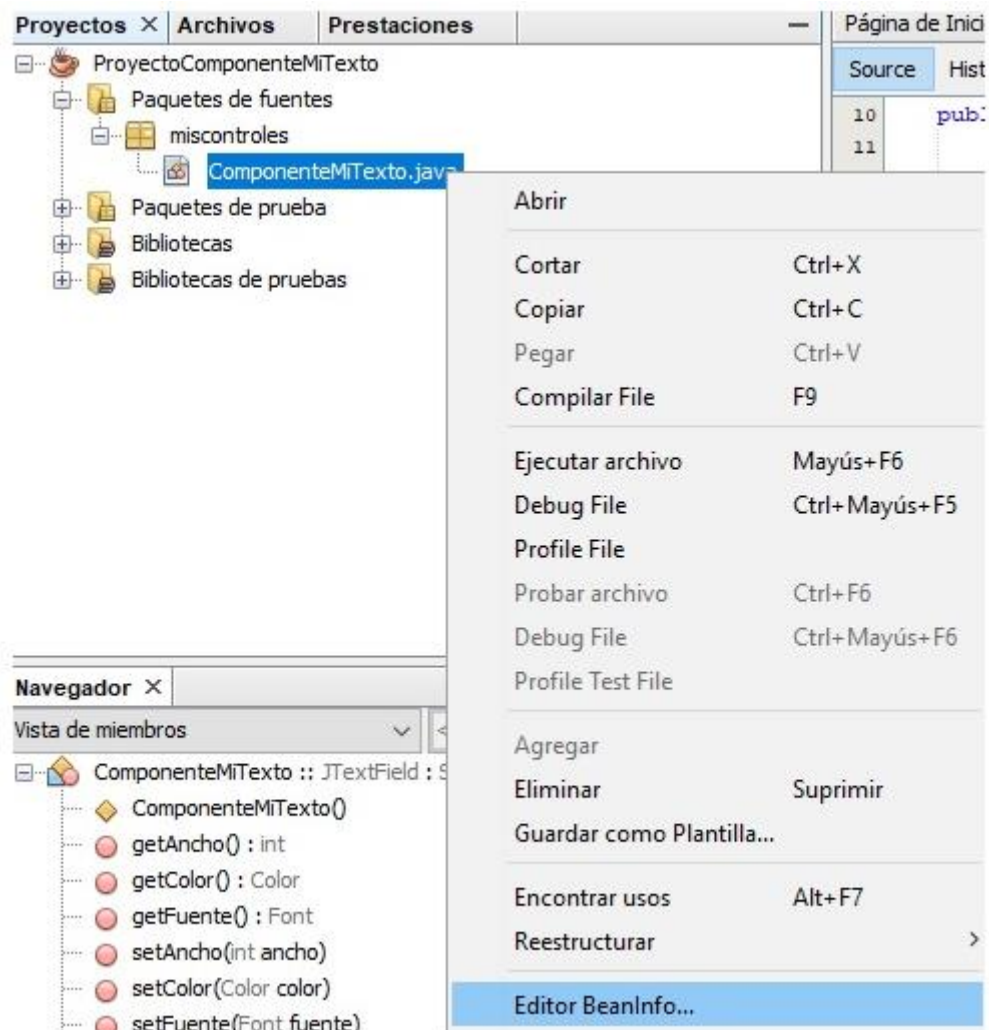 Proyectos Archivos Prestaciones
ProyectoComponenteMiTexto
Paquetes de fuentes
miscontroles
ComponenteMiTexto.java
Paquetes de prueba
Bibliotecas
Bibliotecas de pruebas
Página de Inici
Source Hist
10 publ
11
Abrir
Cortar Ctrl+X
Copiar Ctrl+C
Pegar Ctrl+V
Compilar File F9
Ejecutar archivo Mayús+F6
Debug File Ctrl+Mayús+F5
Profile File
Probar archivo Ctrl+F6
Debug File Ctrl+Mayús+F6
Profile Test File
Agregar
Eliminar Suprimir
Guardar como Plantilla...
Encontrar usos Alt+F7
Reestructurar
Editor BeanInfo...
Navegador
Vista de miembros
ComponenteMiTexto :: JTextField : S
ComponenteMiTexto()
getAncho() : int
getColor() : Color
getFuente() : Font
setAncho(int ancho)
setColor(Color color)
setFuente(Font fuente)